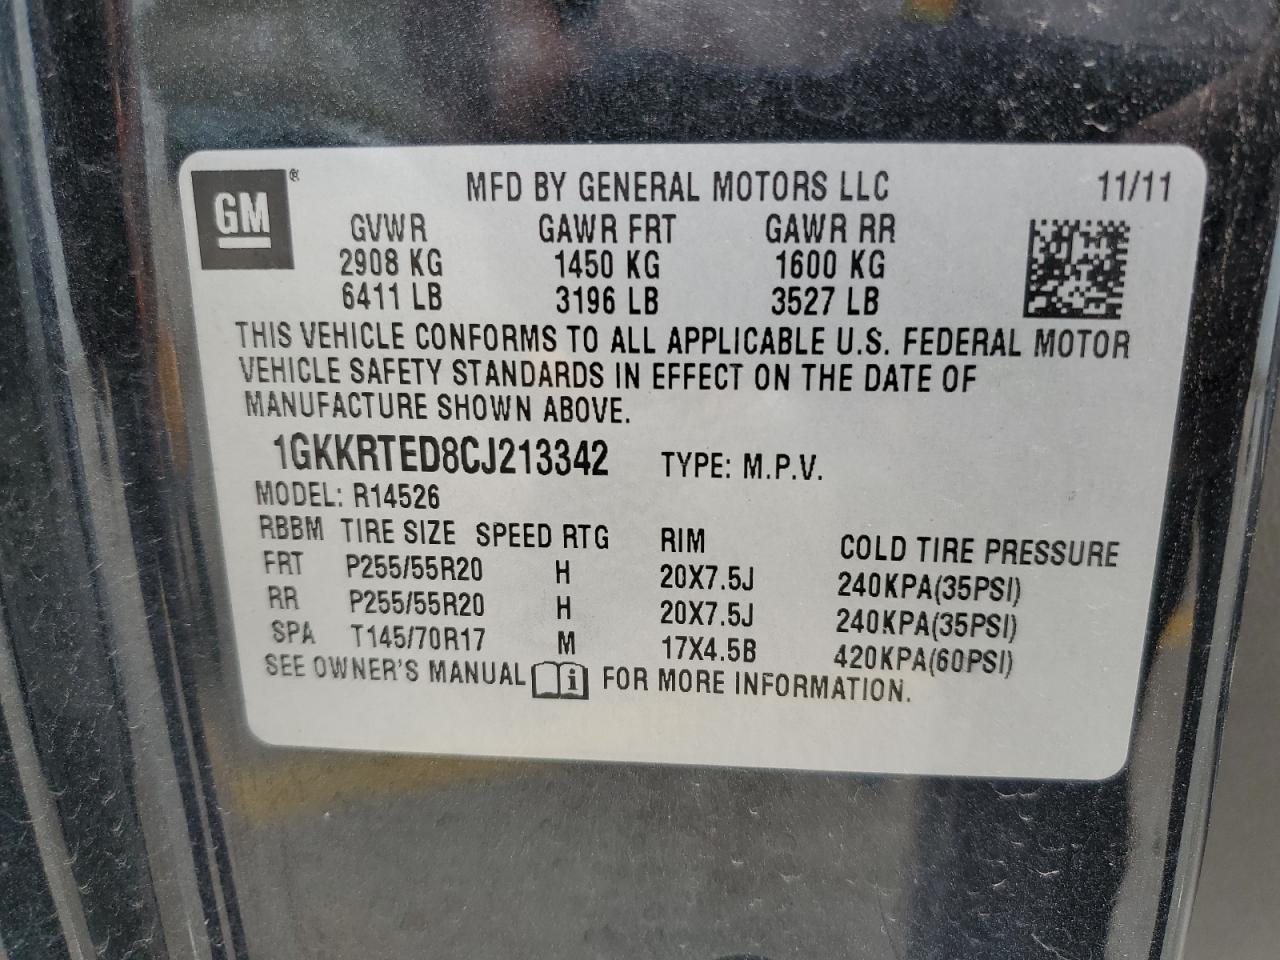 GM® MFD BY GENERAL MOTORS LLC 11/11
GVWR GAWR FRT GAWR RR
2908 KG 1450 KG 1600 KG
6411 LB 3196 LB 3527 LB
THIS VEHICLE CONFORMS TO ALL APPLICABLE U.S. FEDERAL MOTOR
VEHICLE SAFETY STANDARDS IN EFFECT ON THE DATE OF
MANUFACTURE SHOWN ABOVE.
1GKKRTED8CJ213342 TYPE: M.P.V.
MODEL: R14526
RBBM TIRE SIZE SPEED RTG RIM COLD TIRE PRESSURE
FRT P255/55R20 H 20X7.5J 240KPA(35PSI)
RR P255/55R20 H 20X7.5J 240KPA(35PSI)
SPA T145/70R17 M 17X4.5B 420KPA(60PSI)
SEE OWNER'S MANUAL i FOR MORE INFORMATION.